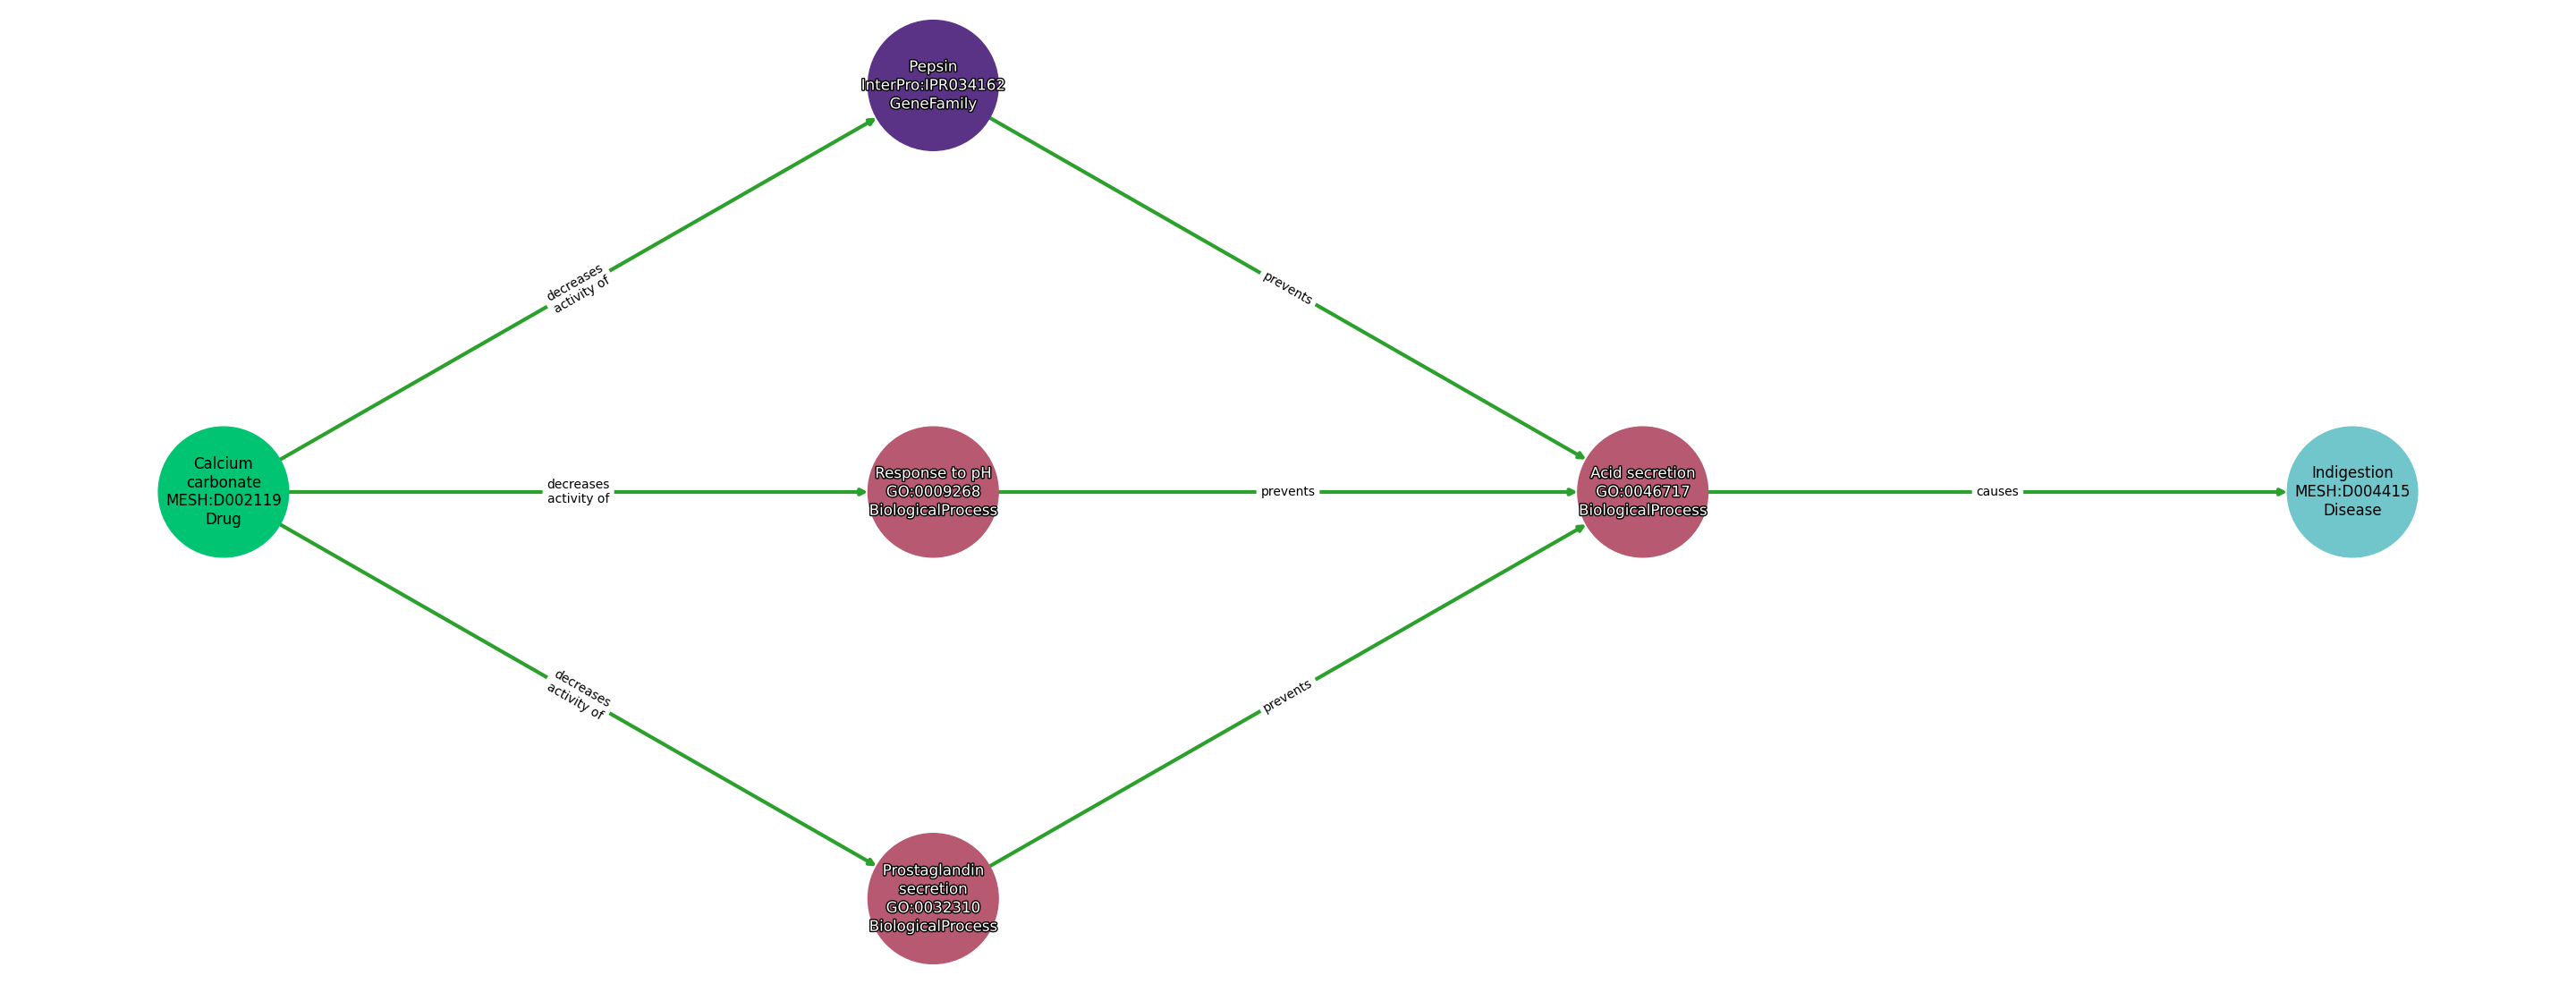 Pepsin
InterPro:IPR034162
GeneFamily
decreases
activity of
prevents
Calcium
carbonate
MESH:D002119
Drug
decreases
activity of
Response to pH
GO:0009268
BiologicalProcess
prevents
Acid secretion
GO:0046717
BiologicalProcess
causes
Indigestion
MESH:D004415
Disease
decreases
activity of
prevents
Prostaglandin
secretion
GO:0032310
BiologicalProcess